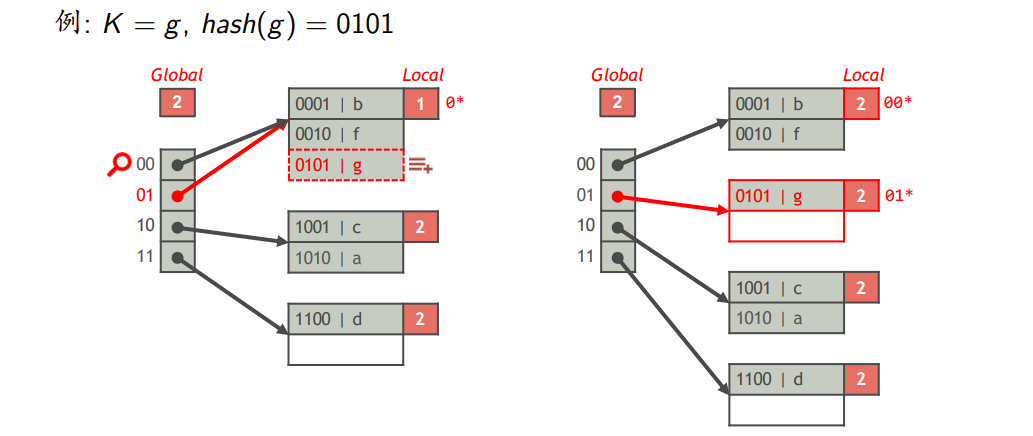 例: K = g, hash(g) = 0101
Global
2
Local
0001 | b 1 0*
0010 | f
0101 | g
00
01
10
11
1001 | c 2
1010 | a
1100 | d 2
Global
2
Local
0001 | b 2 00*
0010 | f
00
01
10
11
0101 | g 2 01*
1001 | c 2
1010 | a
1100 | d 2